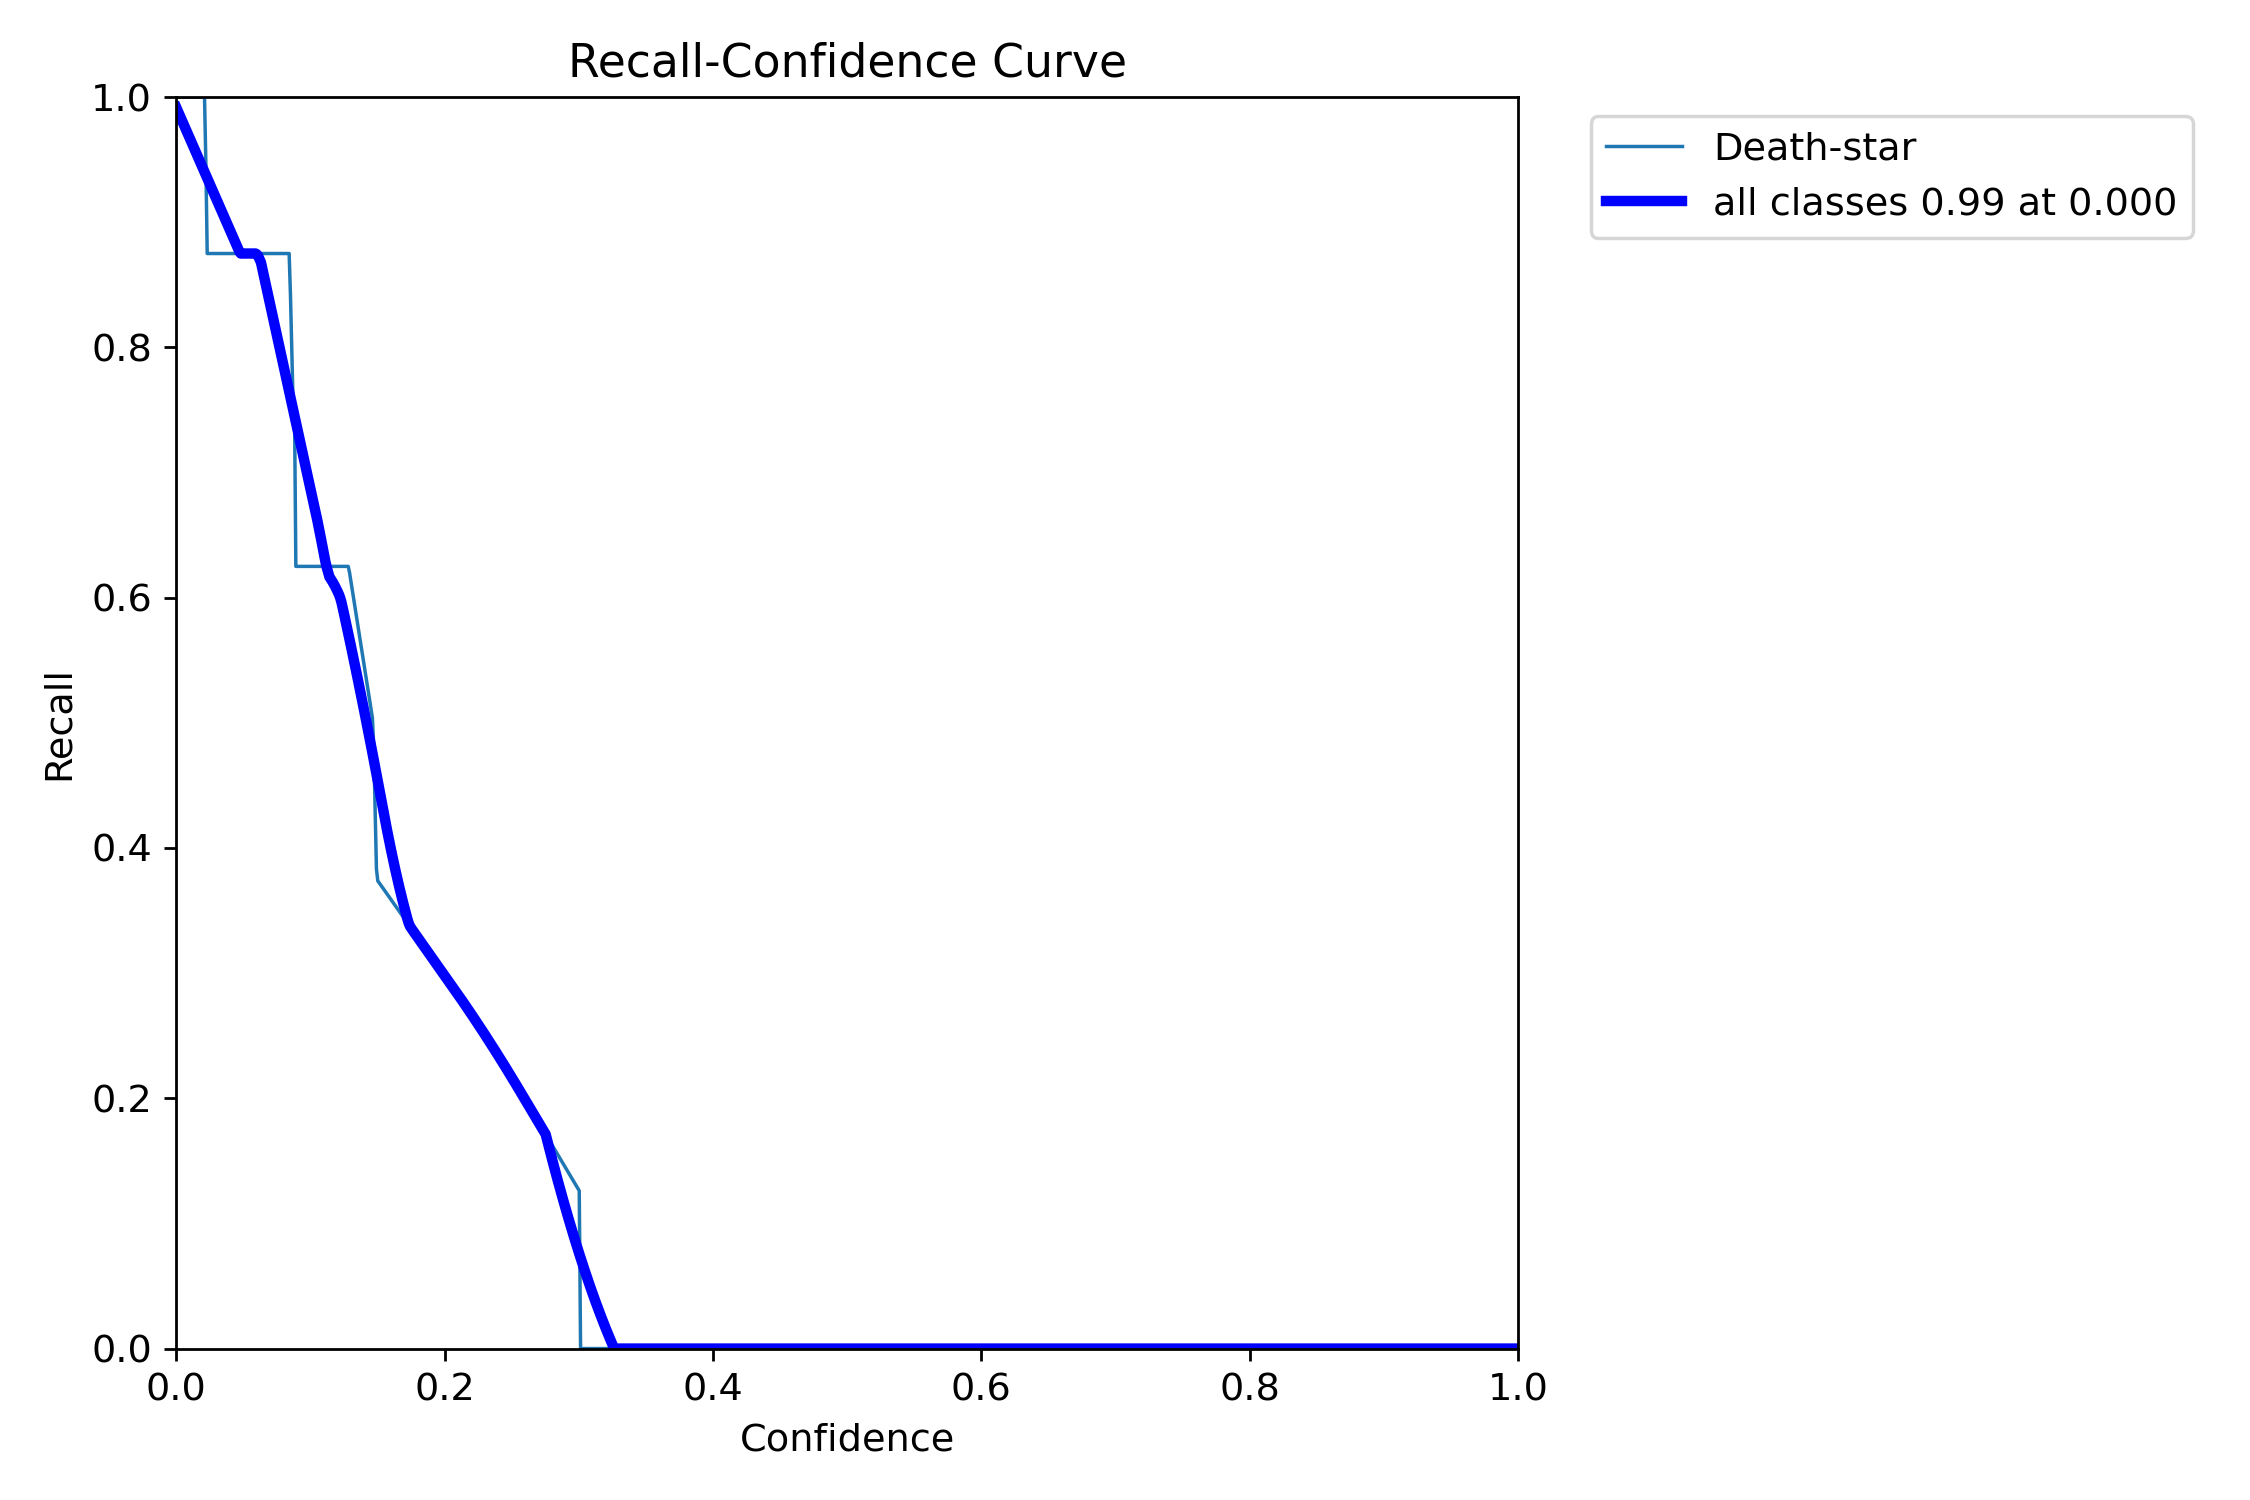 Recall-Confidence Curve
Death-star
all classes 0.99 at 0.000
Recall
1.0
0.8
0.6
0.4
0.2
0.0
0.0 0.2 0.4 0.6 0.8 1.0
Confidence